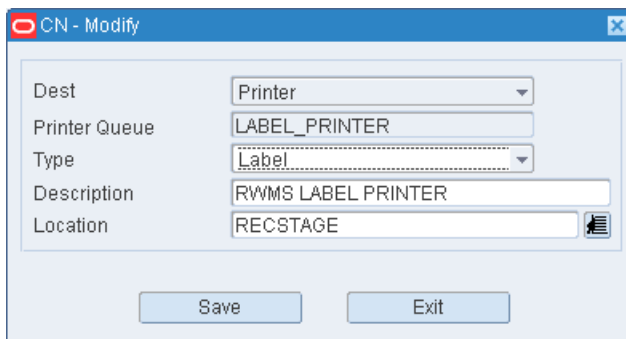 CN - Modify
Dest Printer
Printer Queue LABEL_PRINTER
Type Label
Description RWMS LABEL PRINTER
Location RECSTAGE
Save Exit